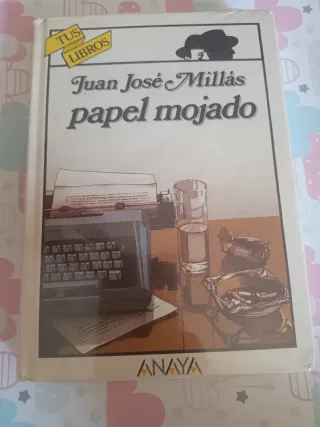 TUS
LIBROS
Juan José Millás
papel mojado
ANAYA